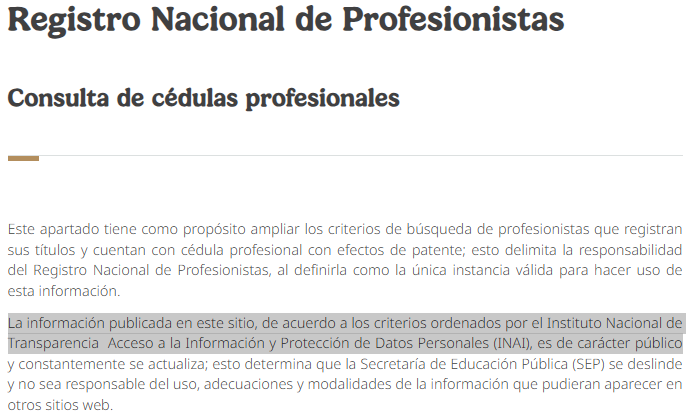 Registro Nacional de Profesionistas
Consulta de cédulas profesionales
Este apartado tiene como propósito ampliar los criterios de búsqueda de profesionistas que registran
sus títulos y cuentan con cédula profesional con efectos de patente; esto delimita la responsabilidad
del Registro Nacional de Profesionistas, al definirla como la única instancia válida para hacer uso de
esta información.
La información publicada en este sitio, de acuerdo a los criterios ordenados por el Instituto Nacional de
Transparencia Acceso a la Información y Protección de Datos Personales (INAI), es de carácter público
y constantemente se actualiza; esto determina que la Secretaría de Educación Pública (SEP) se deslinde
y no sea responsable del uso, adecuaciones y modalidades de la información que pudieran aparecer en
otros sitios web.